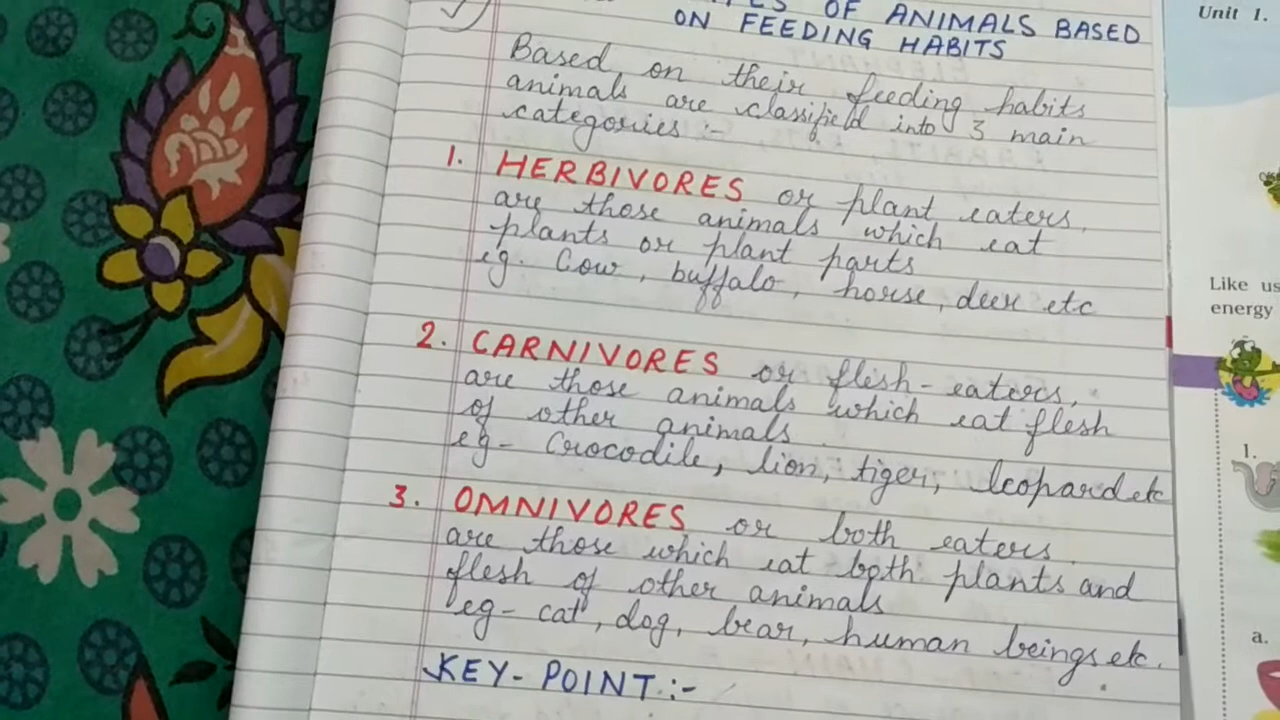 OF ANIMALS BASED
ON FEEDING HABITS
Based on their feeding habits
animals are classified into 3 main
categories :-
1. HERBIVORES or plant eaters,
are those animals which eat
plants or plant parts
eg. Cow, buffalo, horse, deer etc
2. CARNIVORES or flesh-eaters,
are those animals which eat flesh
of other animals.
eg- Crocodile, lion, tiger, leopard etc
3. OMNIVORES or both eaters
are those which eat both plants and
flesh of other animals
eg- cat, dog, bear, human beings etc.
KEY-POINT :-
Unit 1.
Like us
energy
1.
a.